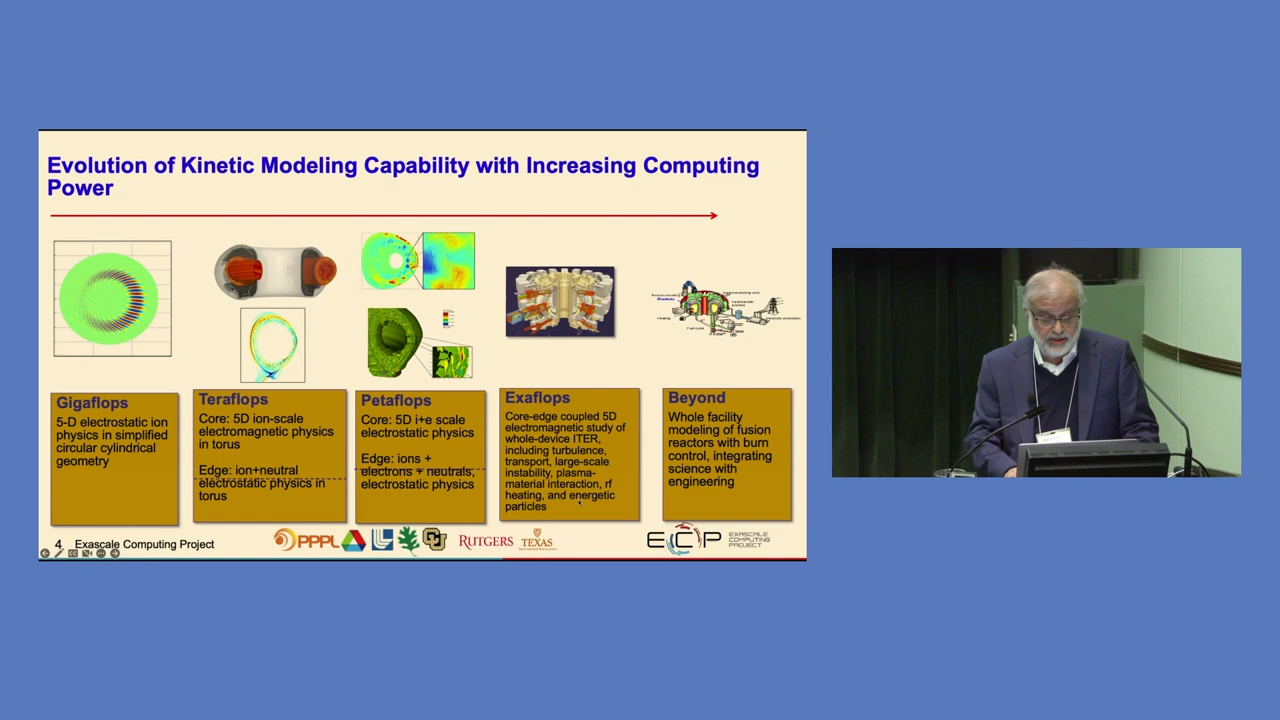 Evolution of Kinetic Modeling Capability with Increasing Computing
Power
Gigaflops
5-D electrostatic ion
physics in simplified
circular cylindrical
geometry
Teraflops
Core: 5D ion-scale
electromagnetic physics
in torus
Edge: ion+neutral
electrostatic physics in
torus
Petaflops
Core: 5D i+e scale
electrostatic physics
Edge: ions +
electrons + neutrals,
electrostatic physics
Exaflops
Core-edge coupled 5D
electromagnetic study of
whole-device ITER,
including turbulence,
transport, large-scale
instability, plasma-
material interaction, rf
heating, and energetic
particles
Beyond
Whole facility
modeling of fusion
reactors with burn
control, integrating
science with
engineering
4 Exascale Computing Project
PPPL
CU
RUTGERS
TEXAS
ECP
EXASCALE
COMPUTING
PROJECT